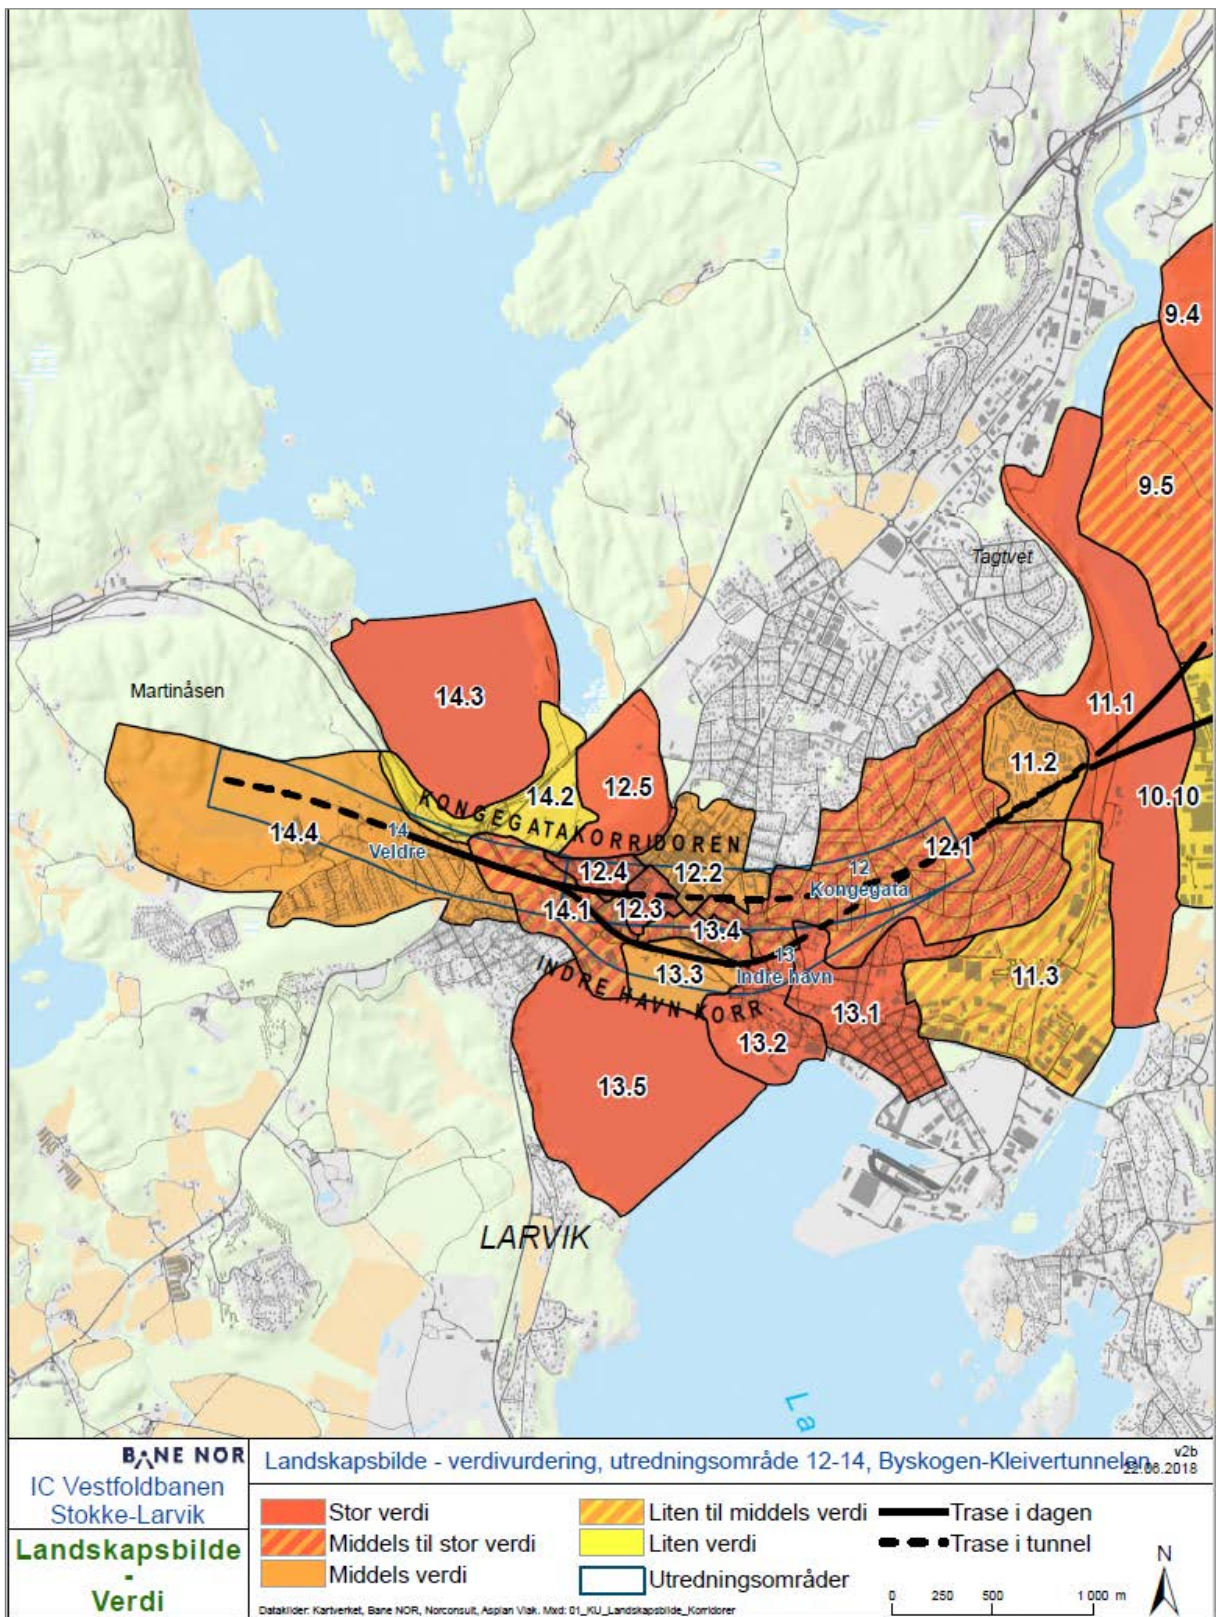 9.4
9.5
Tagtvet
Martinåsen
14.3
11.1
11.2
12.5
14.2
10.10
KONGEGATAKORRIDOREN
14.4
14
Veldre
12.1
12.4
12.2
12
Kongegata
14.1
12.3
13.4
13
Indre havn
13.3
11.3
INDRE HAVN KORR.
13.1
13.2
13.5
LARVIK
La
BANE NOR
IC Vestfoldbanen
Stokke-Larvik
Landskapsbilde
-
Verdi
Landskapsbilde - verdivurdering, utredningsområde 12-14, Byskogen-Kleivertunnelen
v2b
22.06.2018
Stor verdi
Middels til stor verdi
Middels verdi
Liten til middels verdi
Liten verdi
Utredningsområder
Trase i dagen
Trase i tunnel
N
0 250 500 1 000 m
Datakilder: Kartverket, Bane NOR, Norconsult, Asplan Viak. Mxd: 01_KU_Landskapsbilde_Korridorer